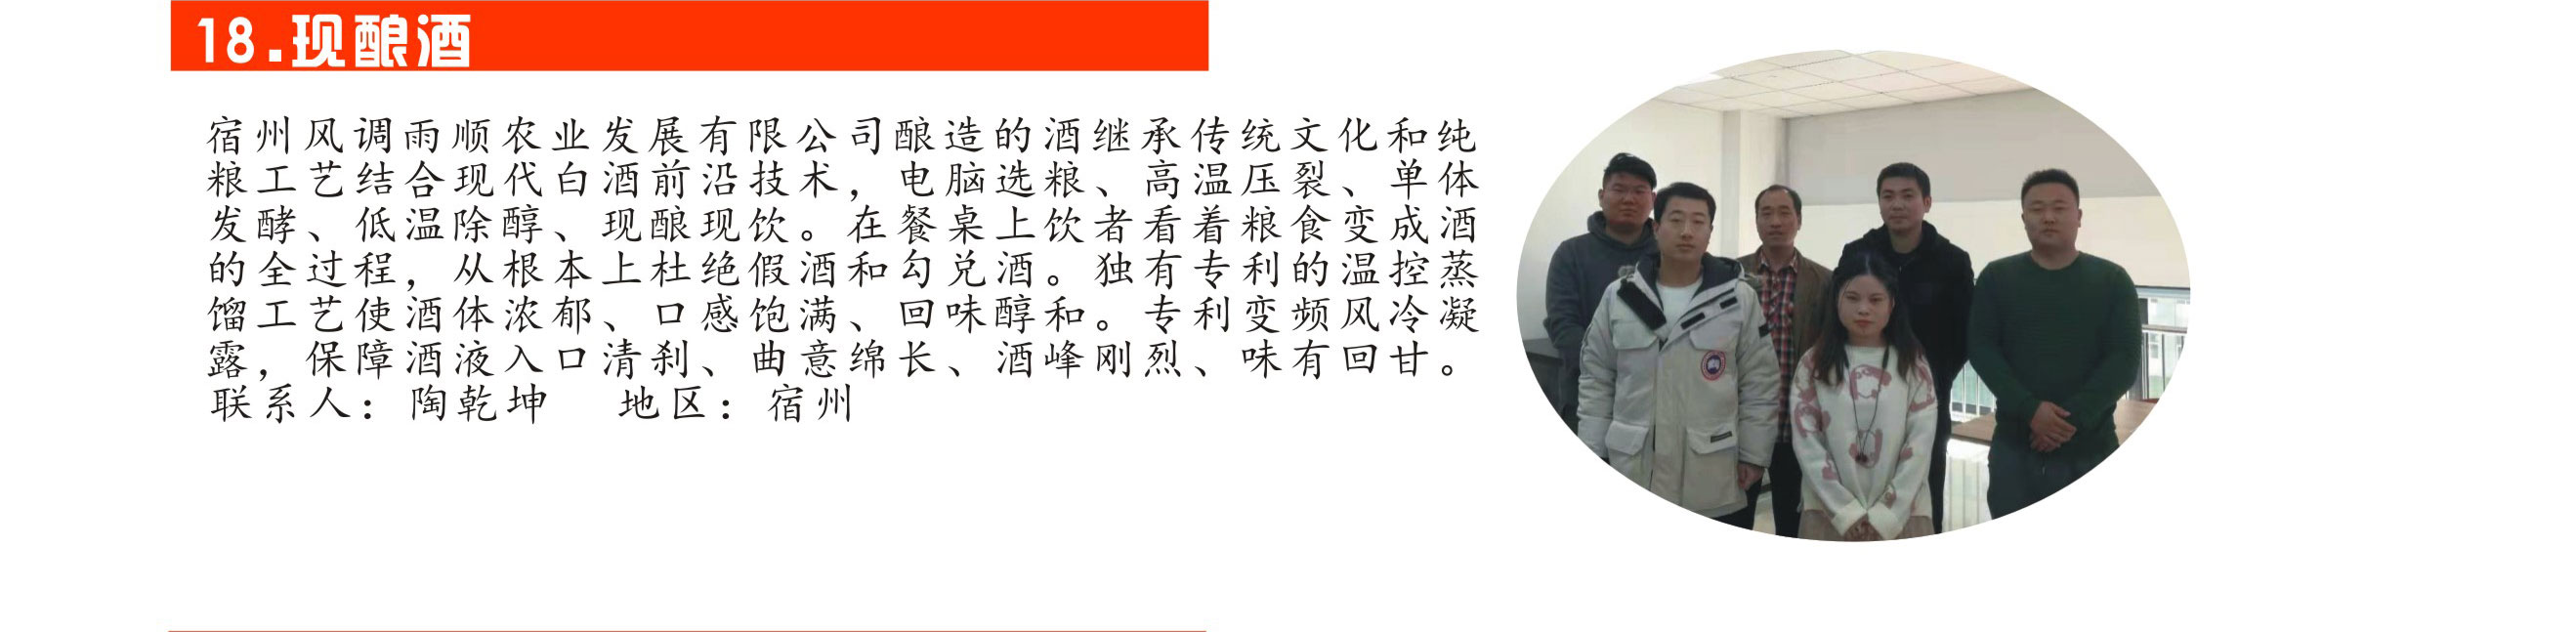 18.现酿酒
宿州风调雨顺农业发展有限公司酿造的酒继承传统文化和纯
粮工艺结合现代白酒前沿技术，电脑选粮、高温压裂、单体
发酵、低温除醇、现酿现饮。在餐桌上饮者看着粮食变成酒
的全过程，从根本上杜绝假酒和勾兑酒。独有专利的温控蒸
馏工艺使酒体浓郁、口感饱满、回味醇和。专利变频风冷凝
露，保障酒液入口清刹、曲意绵长、酒峰刚烈、味有回甘。
联系人：陶乾坤 地区：宿州